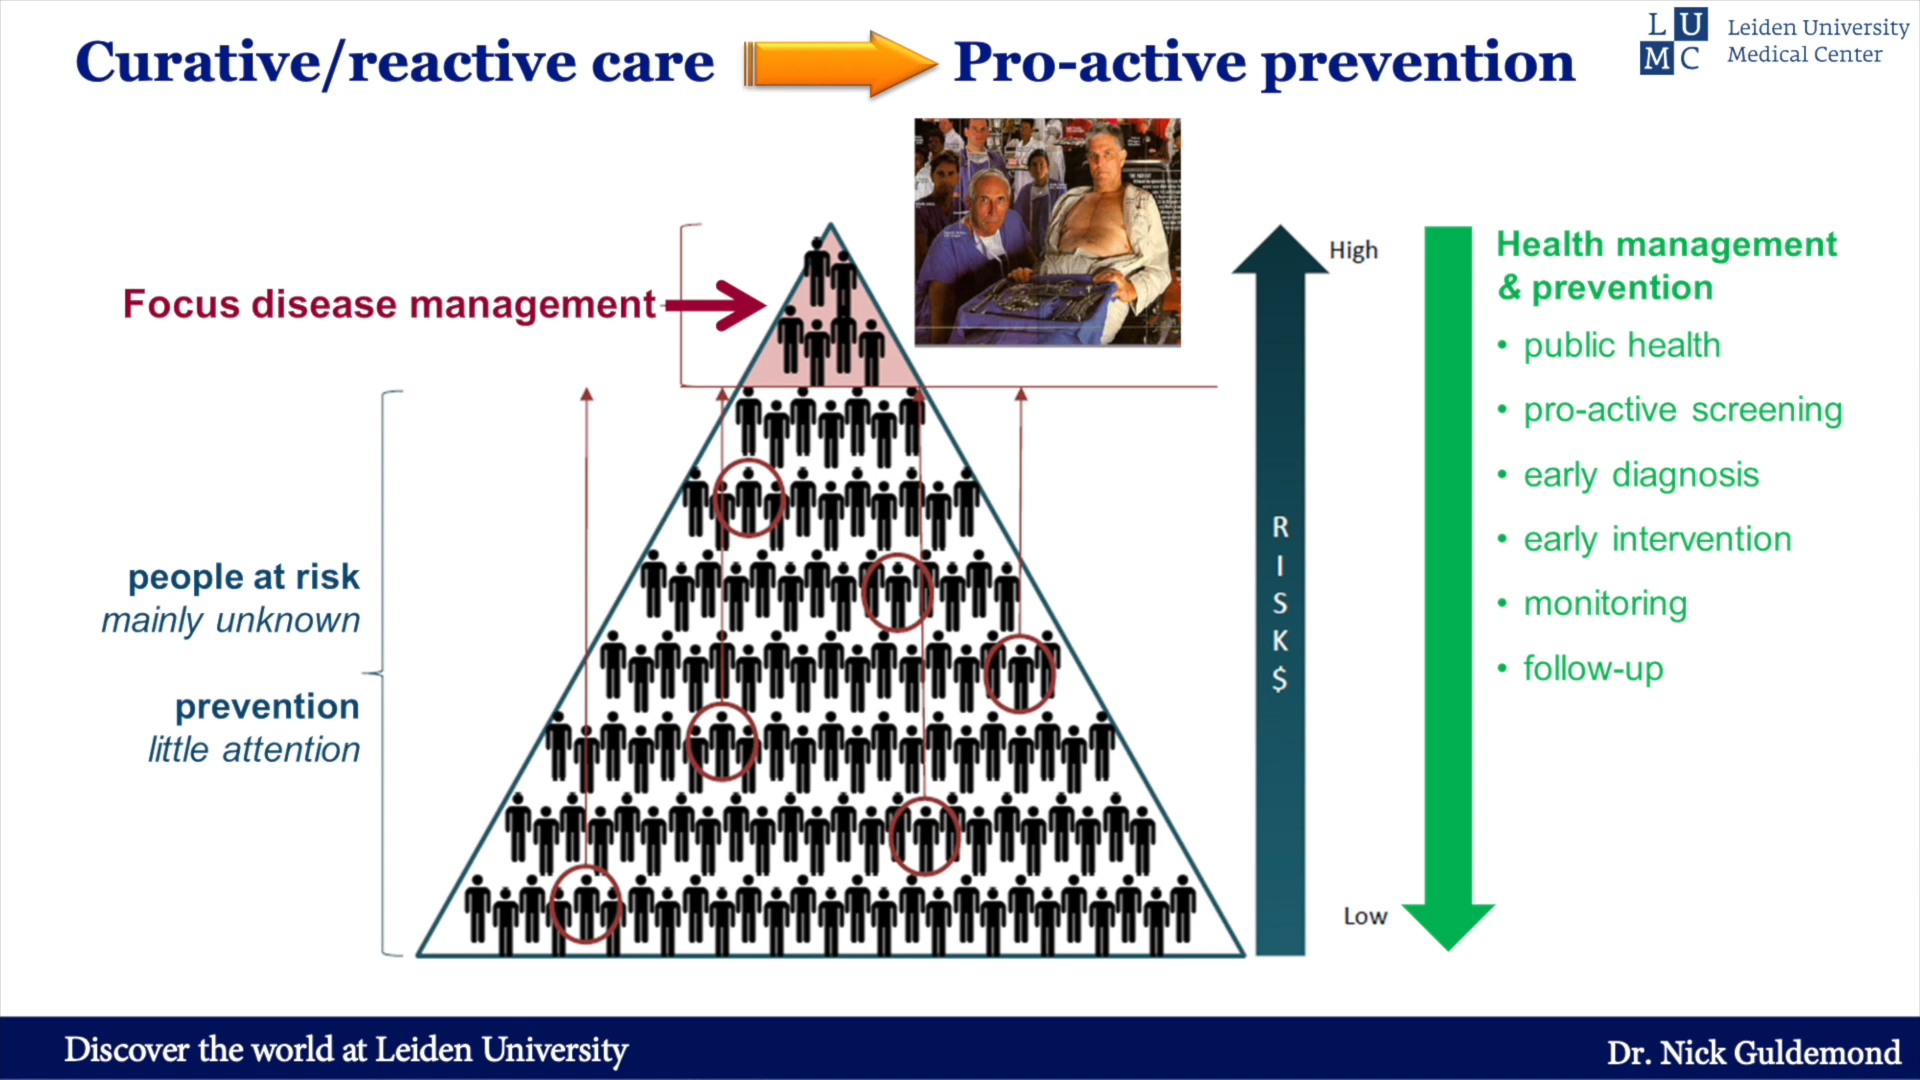 Curative/reactive care
Pro-active prevention
L U
M C
Leiden University
Medical Center
Focus disease management
people at risk
mainly unknown
prevention
little attention
High
R
I
S
K
$
Low
Health management
& prevention
• public health
• pro-active screening
• early diagnosis
• early intervention
• monitoring
• follow-up
Discover the world at Leiden University
Dr. Nick Guldemond